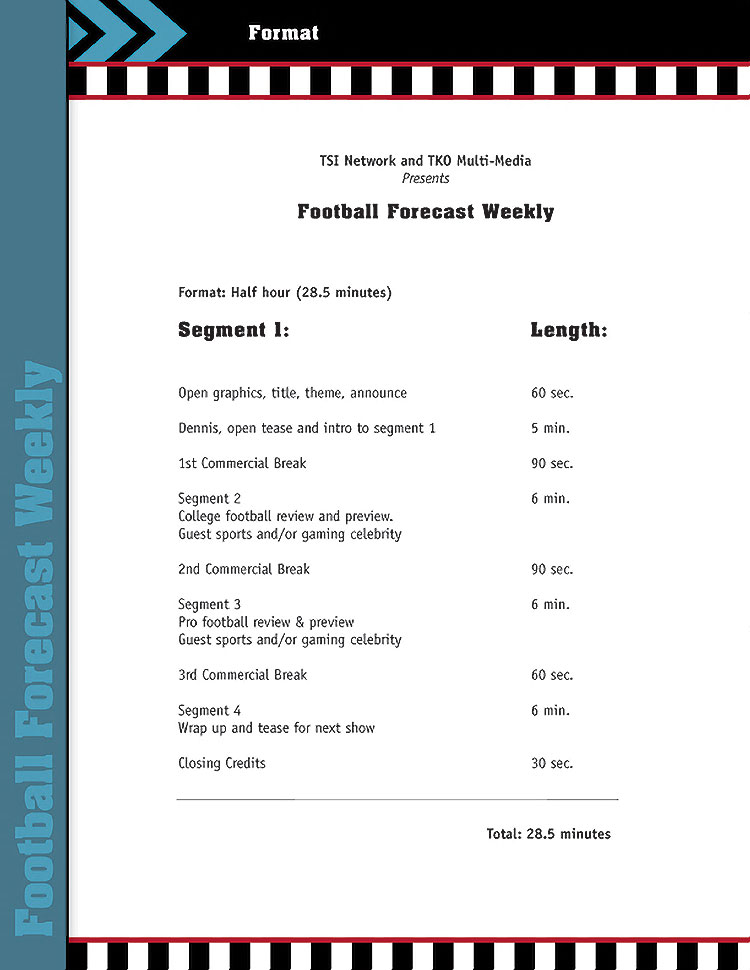 Format
TSI Network and TKO Multi-Media
Presents
Football Forecast Weekly
Format: Half hour (28.5 minutes)
Segment 1: Length:
Open graphics, title, theme, announce 60 sec.
Dennis, open tease and intro to segment 1 5 min.
1st Commercial Break 90 sec.
Segment 2 6 min.
College football review and preview.
Guest sports and/or gaming celebrity
2nd Commercial Break 90 sec.
Segment 3 6 min.
Pro football review & preview
Guest sports and/or gaming celebrity
3rd Commercial Break 60 sec.
Segment 4 6 min.
Wrap up and tease for next show
Closing Credits 30 sec.
Total: 28.5 minutes
Football Forecast Weekly